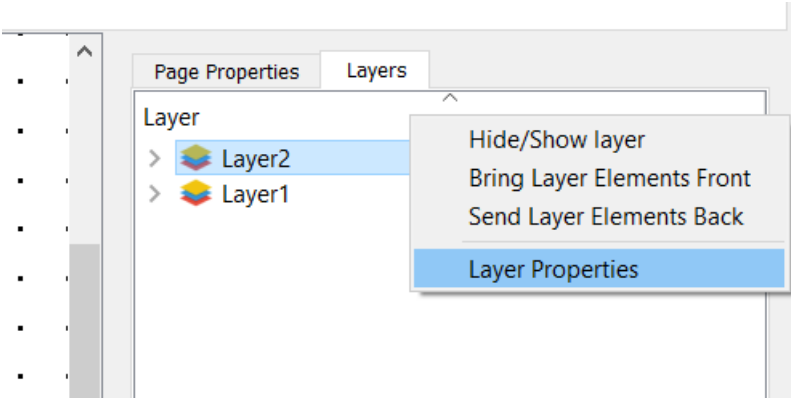 Page Properties
Layers
Layer
Layer2
Layer1
Hide/Show layer
Bring Layer Elements Front
Send Layer Elements Back
Layer Properties